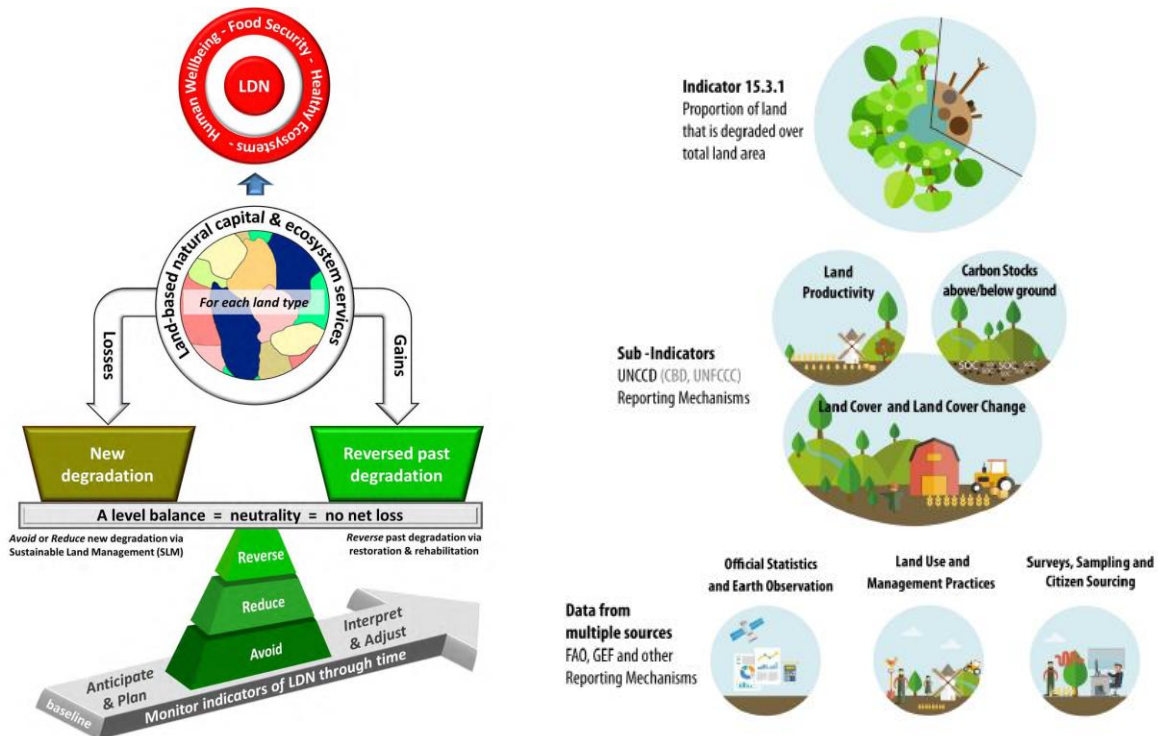 Human Wellbeing - Food Security - Healthy Ecosystems -
LDN
Land-based natural capital & ecosystem services
For each land type
Losses
Gains
New
degradation
Reversed past
degradation
A level balance = neutrality = no net loss
Avoid or Reduce new degradation via
Sustainable Land Management (SLM)
Reverse past degradation via
restoration & rehabilitation
Reverse
Reduce
Avoid
Anticipate
& Plan
Interpret
& Adjust
baseline
Monitor indicators of LDN through time
Indicator 15.3.1
Proportion of land
that is degraded over
total land area
Land
Productivity
Carbon Stocks
above/below ground
SOC SOC SOC
SOC SOC
Sub -Indicators
UNCCD (CBD, UNFCCC)
Reporting Mechanisms
Land Cover and Land Cover Change
Official Statistics
and Earth Observation
Land Use and
Management Practices
Surveys, Sampling and
Citizen Sourcing
Data from
multiple sources
FAO, GEF and other
Reporting Mechanisms